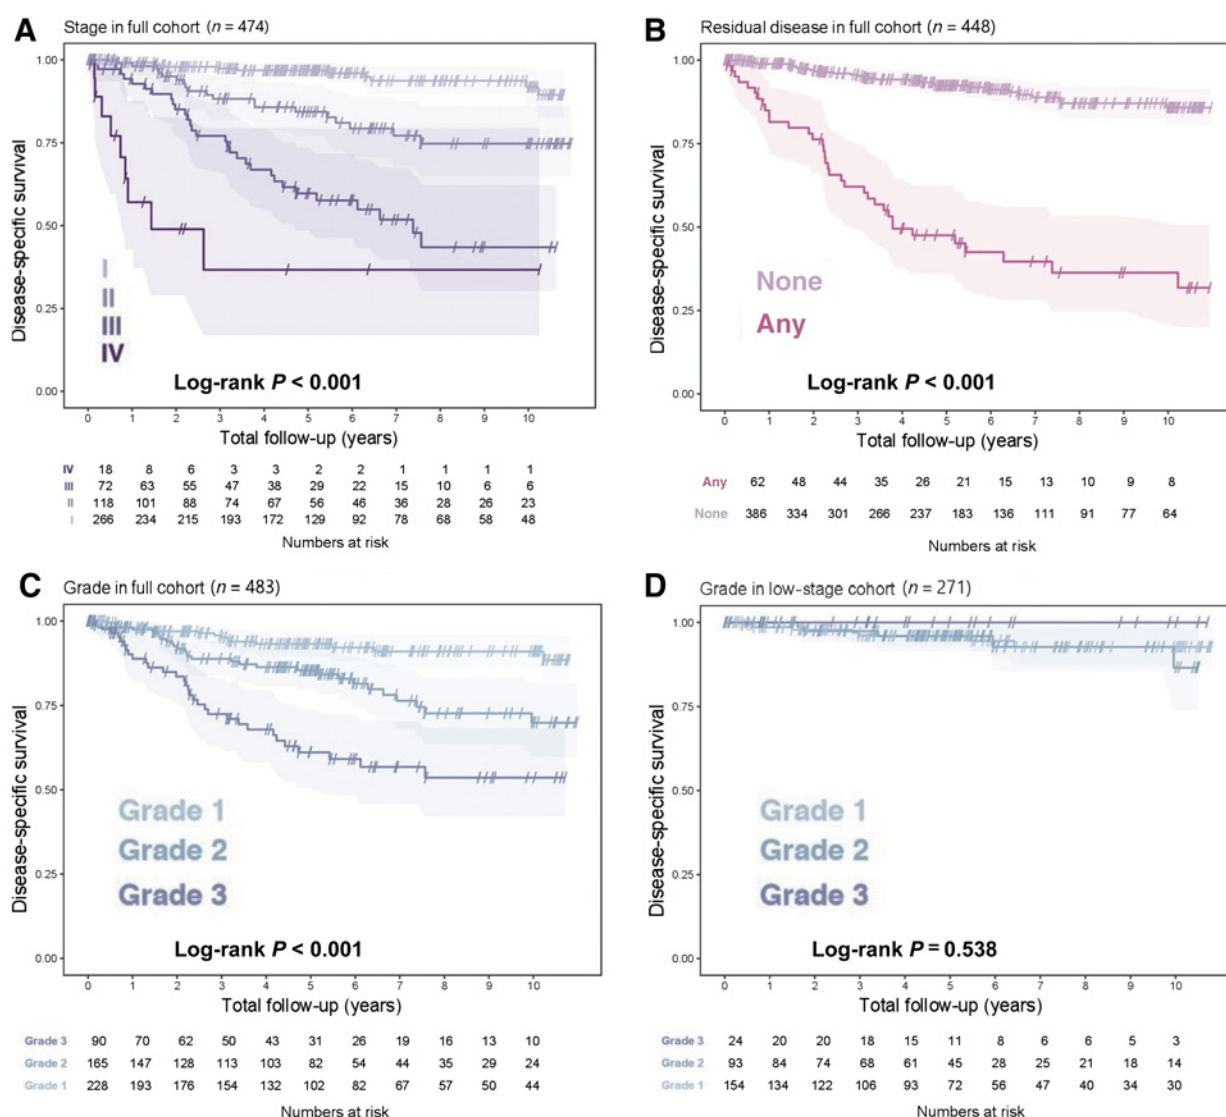 A Stage in full cohort (n = 474)
1.00
0.75
0.50
0.25
0.00
Disease-specific survival
I
II
III
IV
Log-rank P < 0.001
0 1 2 3 4 5 6 7 8 9 10
Total follow-up (years)
IV 18 8 6 3 3 2 2 1 1 1 1
III 72 63 55 47 38 29 22 15 10 6 6
II 118 101 88 74 67 56 46 36 28 26 23
I 266 234 215 193 172 129 92 78 68 58 48
Numbers at risk
B Residual disease in full cohort (n = 448)
1.00
0.75
0.50
0.25
0.00
Disease-specific survival
None
Any
Log-rank P < 0.001
0 1 2 3 4 5 6 7 8 9 10
Total follow-up (years)
Any 62 48 44 35 26 21 15 13 10 9 8
None 386 334 301 266 237 183 136 111 91 77 64
Numbers at risk
C Grade in full cohort (n = 483)
1.00
0.75
0.50
0.25
0.00
Disease-specific survival
Grade 1
Grade 2
Grade 3
Log-rank P < 0.001
0 1 2 3 4 5 6 7 8 9 10
Total follow-up (years)
Grade 3 90 70 62 50 43 31 26 19 16 13 10
Grade 2 165 147 128 113 103 82 54 44 35 29 24
Grade 1 228 193 176 154 132 102 82 67 57 50 44
Numbers at risk
D Grade in low-stage cohort (n = 271)
1.00
0.75
0.50
0.25
0.00
Disease-specific survival
Grade 1
Grade 2
Grade 3
Log-rank P = 0.538
0 1 2 3 4 5 6 7 8 9 10
Total follow-up (years)
Grade 3 24 20 20 18 15 11 8 6 6 5 3
Grade 2 93 84 74 68 61 45 28 25 21 18 14
Grade 1 154 134 122 106 93 72 56 47 40 34 30
Numbers at risk